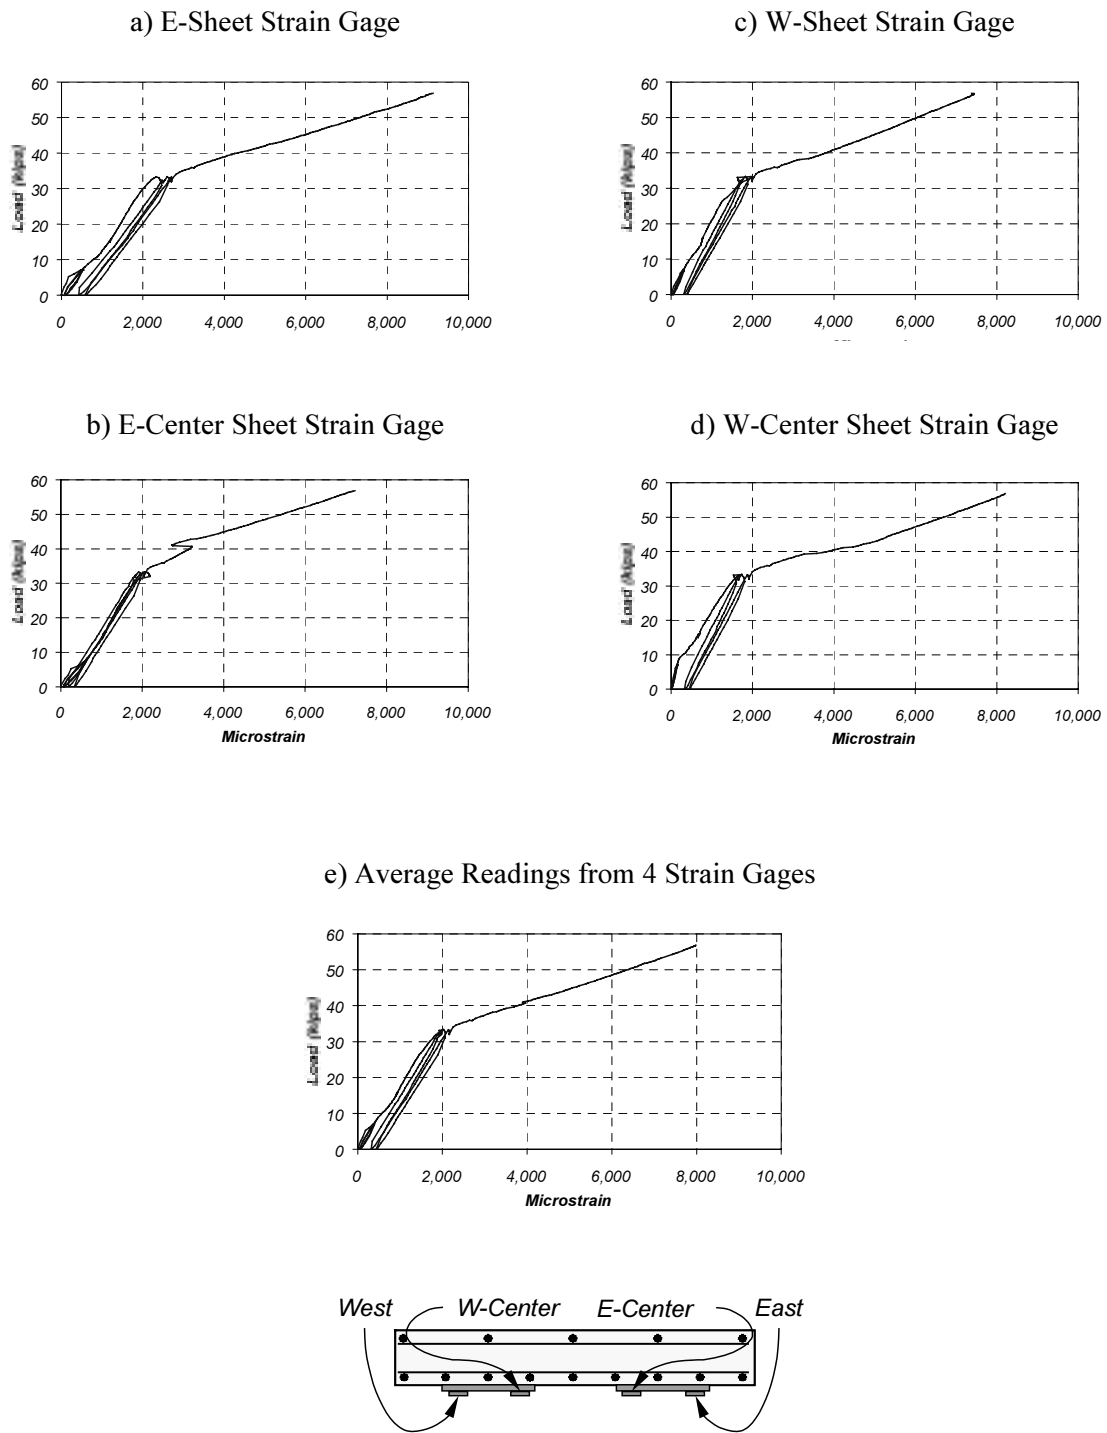 a) E-Sheet Strain Gage
60
50
40
30
20
10
0
Load (kips)
0 2,000 4,000 6,000 8,000 10,000
c) W-Sheet Strain Gage
60
50
40
30
20
10
0
Load (kips)
0 2,000 4,000 6,000 8,000 10,000
b) E-Center Sheet Strain Gage
60
50
40
30
20
10
0
Load (kips)
0 2,000 4,000 6,000 8,000 10,000
Microstrain
d) W-Center Sheet Strain Gage
60
50
40
30
20
10
0
Load (kips)
0 2,000 4,000 6,000 8,000 10,000
Microstrain
e) Average Readings from 4 Strain Gages
60
50
40
30
20
10
0
Load (kips)
0 2,000 4,000 6,000 8,000 10,000
Microstrain
West W-Center E-Center East